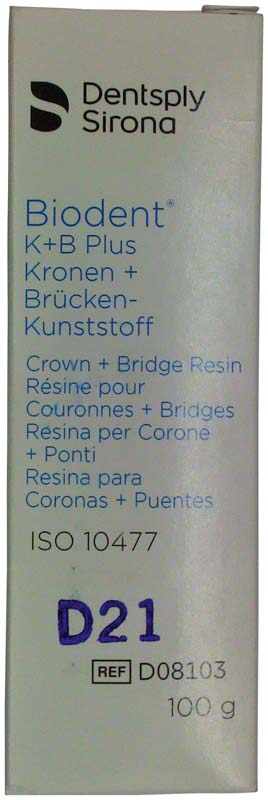 Dentsply
Sirona
Biodent®
K+B Plus
Kronen +
Brücken-
Kunststoff
Crown + Bridge Resin
Résine pour
Couronnes + Bridges
Resina per Corone
+ Ponti
Resina para
Coronas + Puentes
ISO 10477
D21
REF D08103
100 g